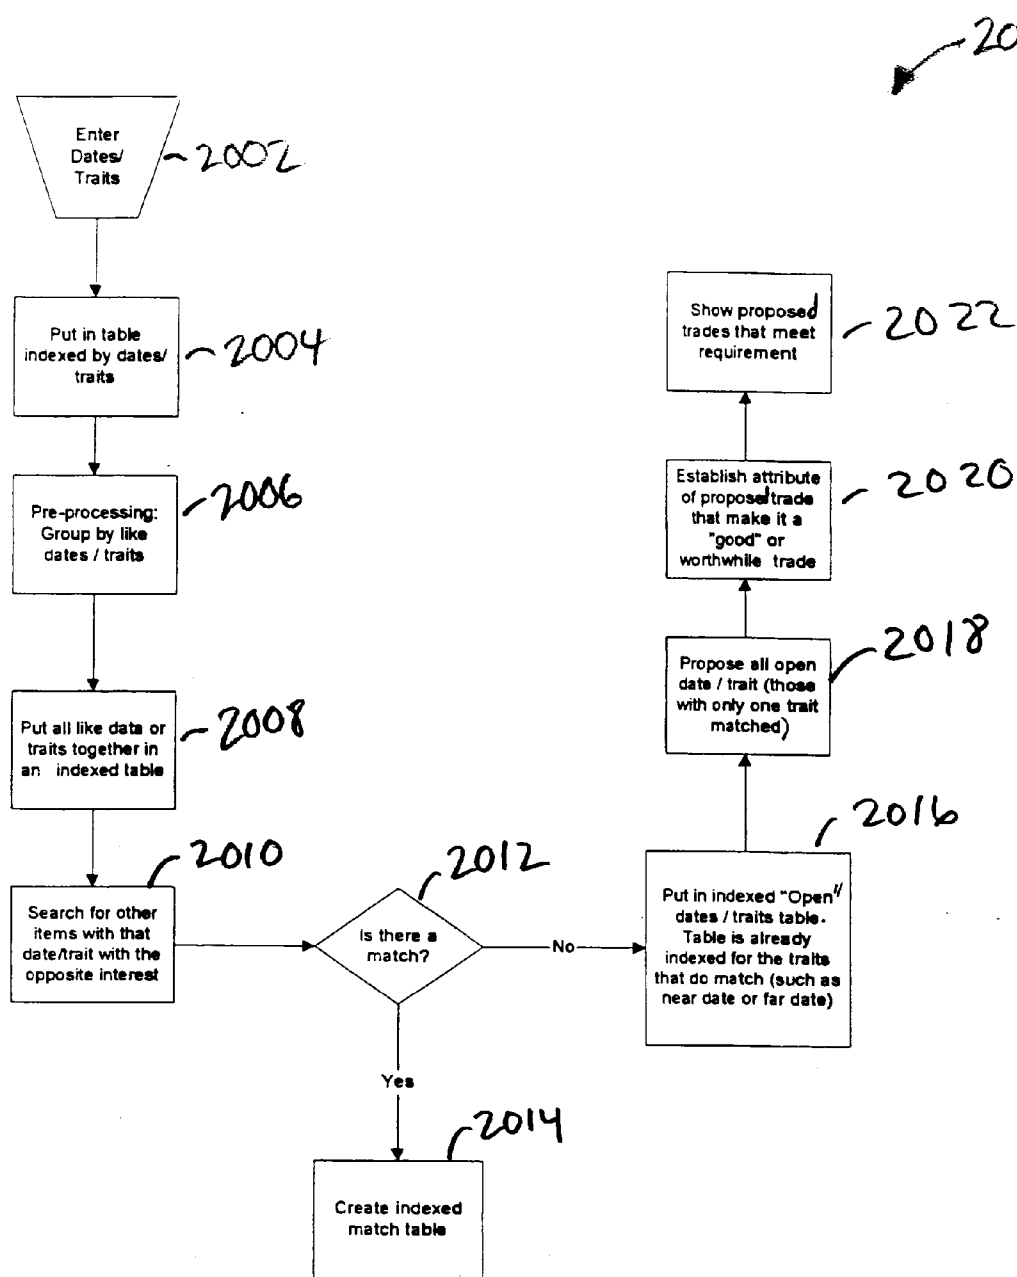 20
Enter
Dates/
Traits
2002
Put in table
indexed by dates/
traits
2004
Pre-processing:
Group by like
dates / traits
2006
Put all like data or
traits together in
an indexed table
2008
Search for other
items with that
date/trait with the
opposite interest
2010
Is there a
match?
2012
Yes
No
Create indexed
match table
2014
Put in indexed "Open"
dates / traits table.
Table is already
indexed for the traits
that do match (such as
near date or far date)
2016
Propose all open
date / trait (those
with only one trait
matched)
2018
Establish attribute
of proposed trade
that make it a
"good" or
worthwhile trade
2020
Show proposed
trades that meet
requirement
2022